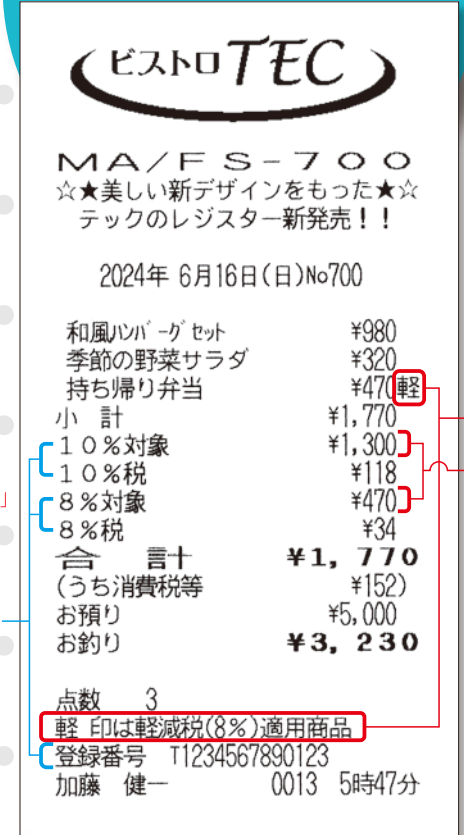 ビストロTEC
MA/FS-700
☆★美しい新デザインをもった★☆
テックのレジスター新発売！！
2024年 6月16日(日)No700
和風ﾊﾝﾊﾞｰｸﾞｾｯﾄ ¥980
季節の野菜サラダ ¥320
持ち帰り弁当 ¥470軽
小 計 ¥1,770
10%対象 ¥1,300
10%税 ¥118
8%対象 ¥470
8%税 ¥34
合 計 ¥1,770
(うち消費税等 ¥152)
お預り ¥5,000
お釣り ¥3,230
点数 3
軽 印は軽減税(8%)適用商品
登録番号 T1234567890123
加藤 健一 0013 5時47分